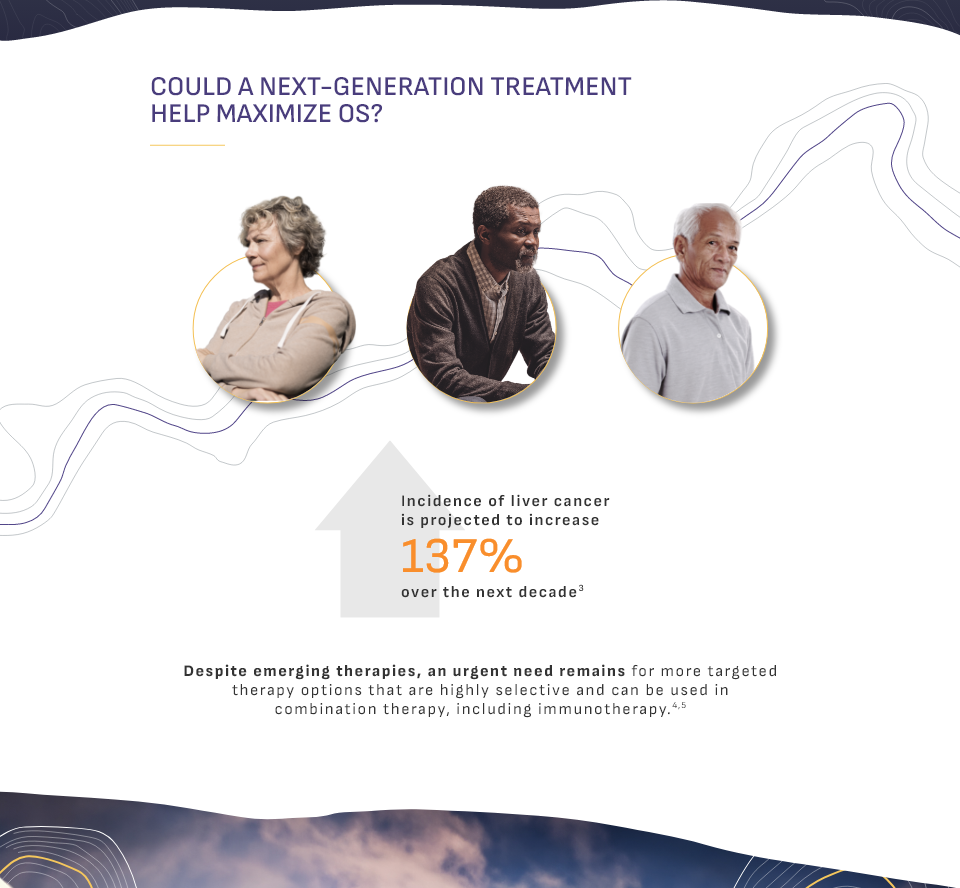 COULD A NEXT-GENERATION TREATMENT
HELP MAXIMIZE OS?
Incidence of liver cancer
is projected to increase
137%
over the next decade³
Despite emerging therapies, an urgent need remains for more targeted
therapy options that are highly selective and can be used in
combination therapy, including immunotherapy.⁴,⁵